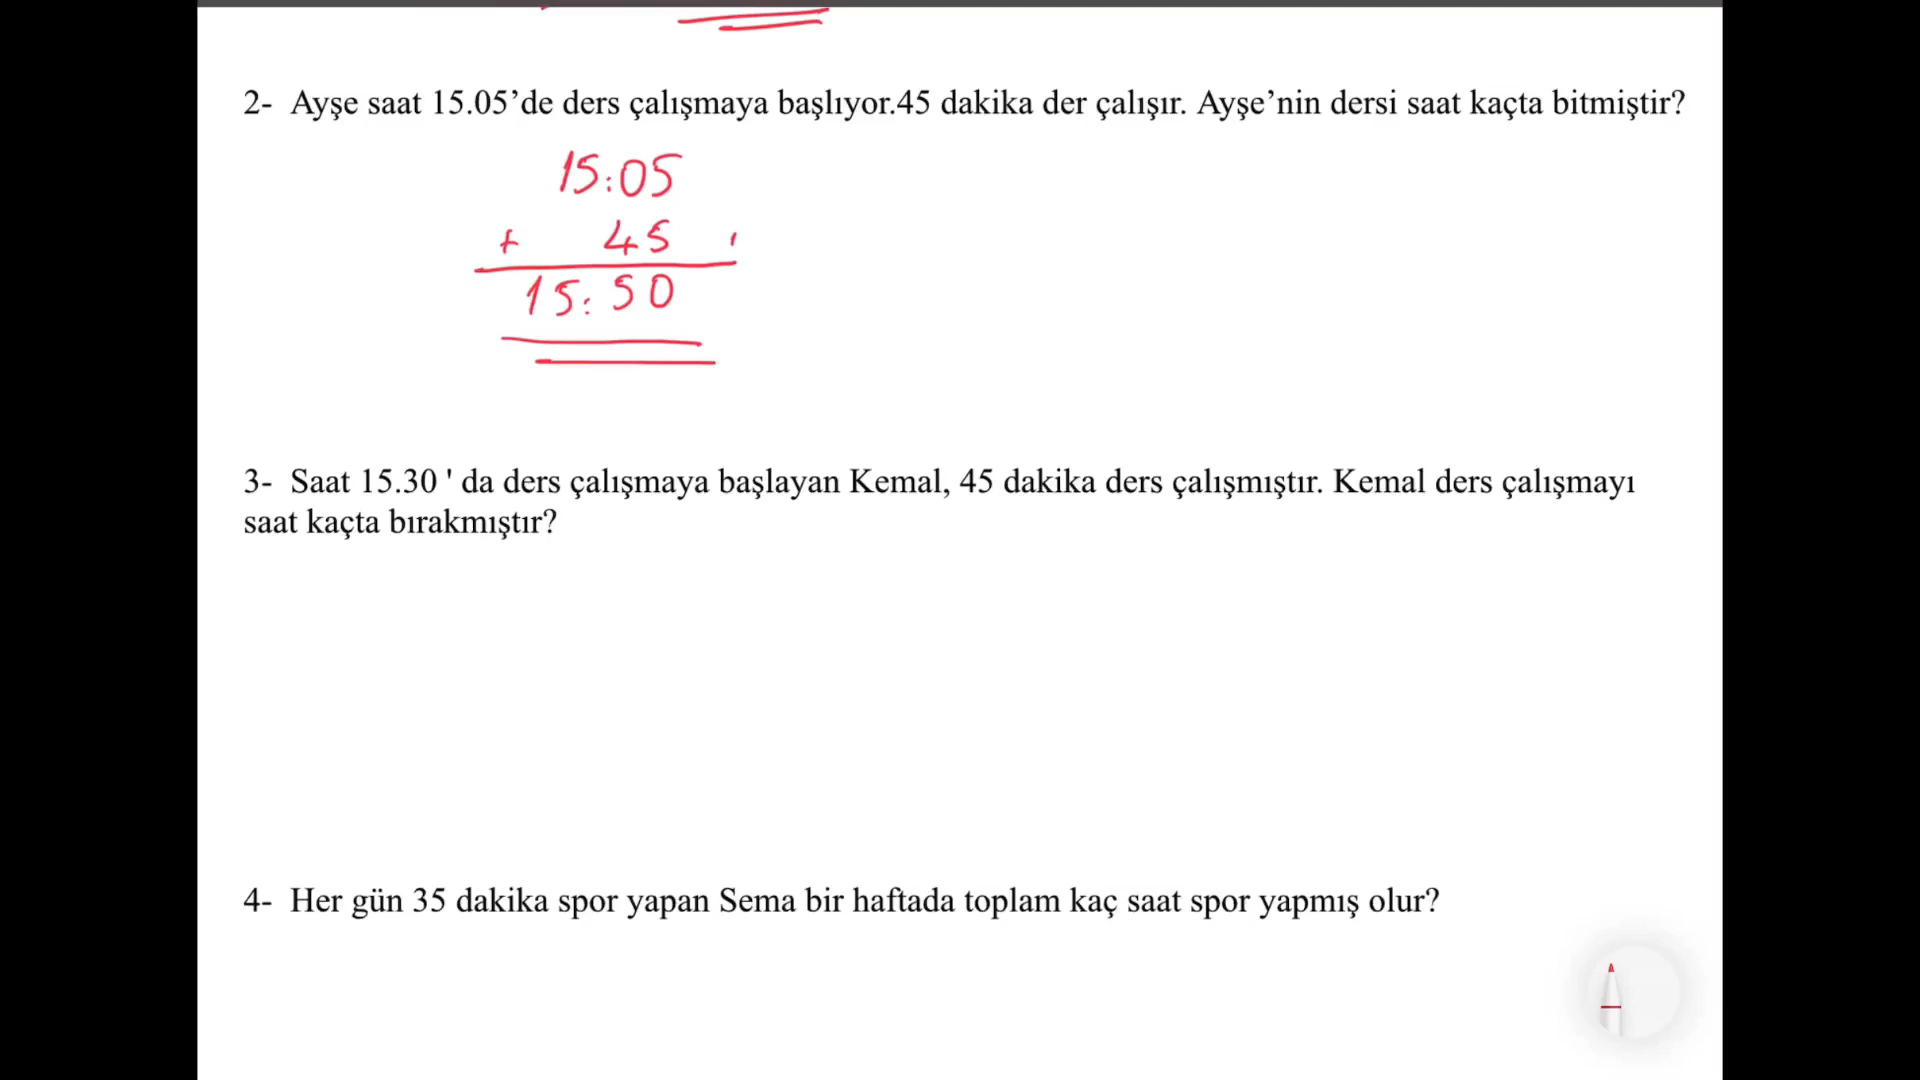 2- Ayşe saat 15.05’de ders çalışmaya başlıyor.45 dakika der çalışır. Ayşe’nin dersi saat kaçta bitmiştir?
15:05
+ 45 '
15:50
3- Saat 15.30 ' da ders çalışmaya başlayan Kemal, 45 dakika ders çalışmıştır. Kemal ders çalışmayı
saat kaçta bırakmıştır?
4- Her gün 35 dakika spor yapan Sema bir haftada toplam kaç saat spor yapmış olur?